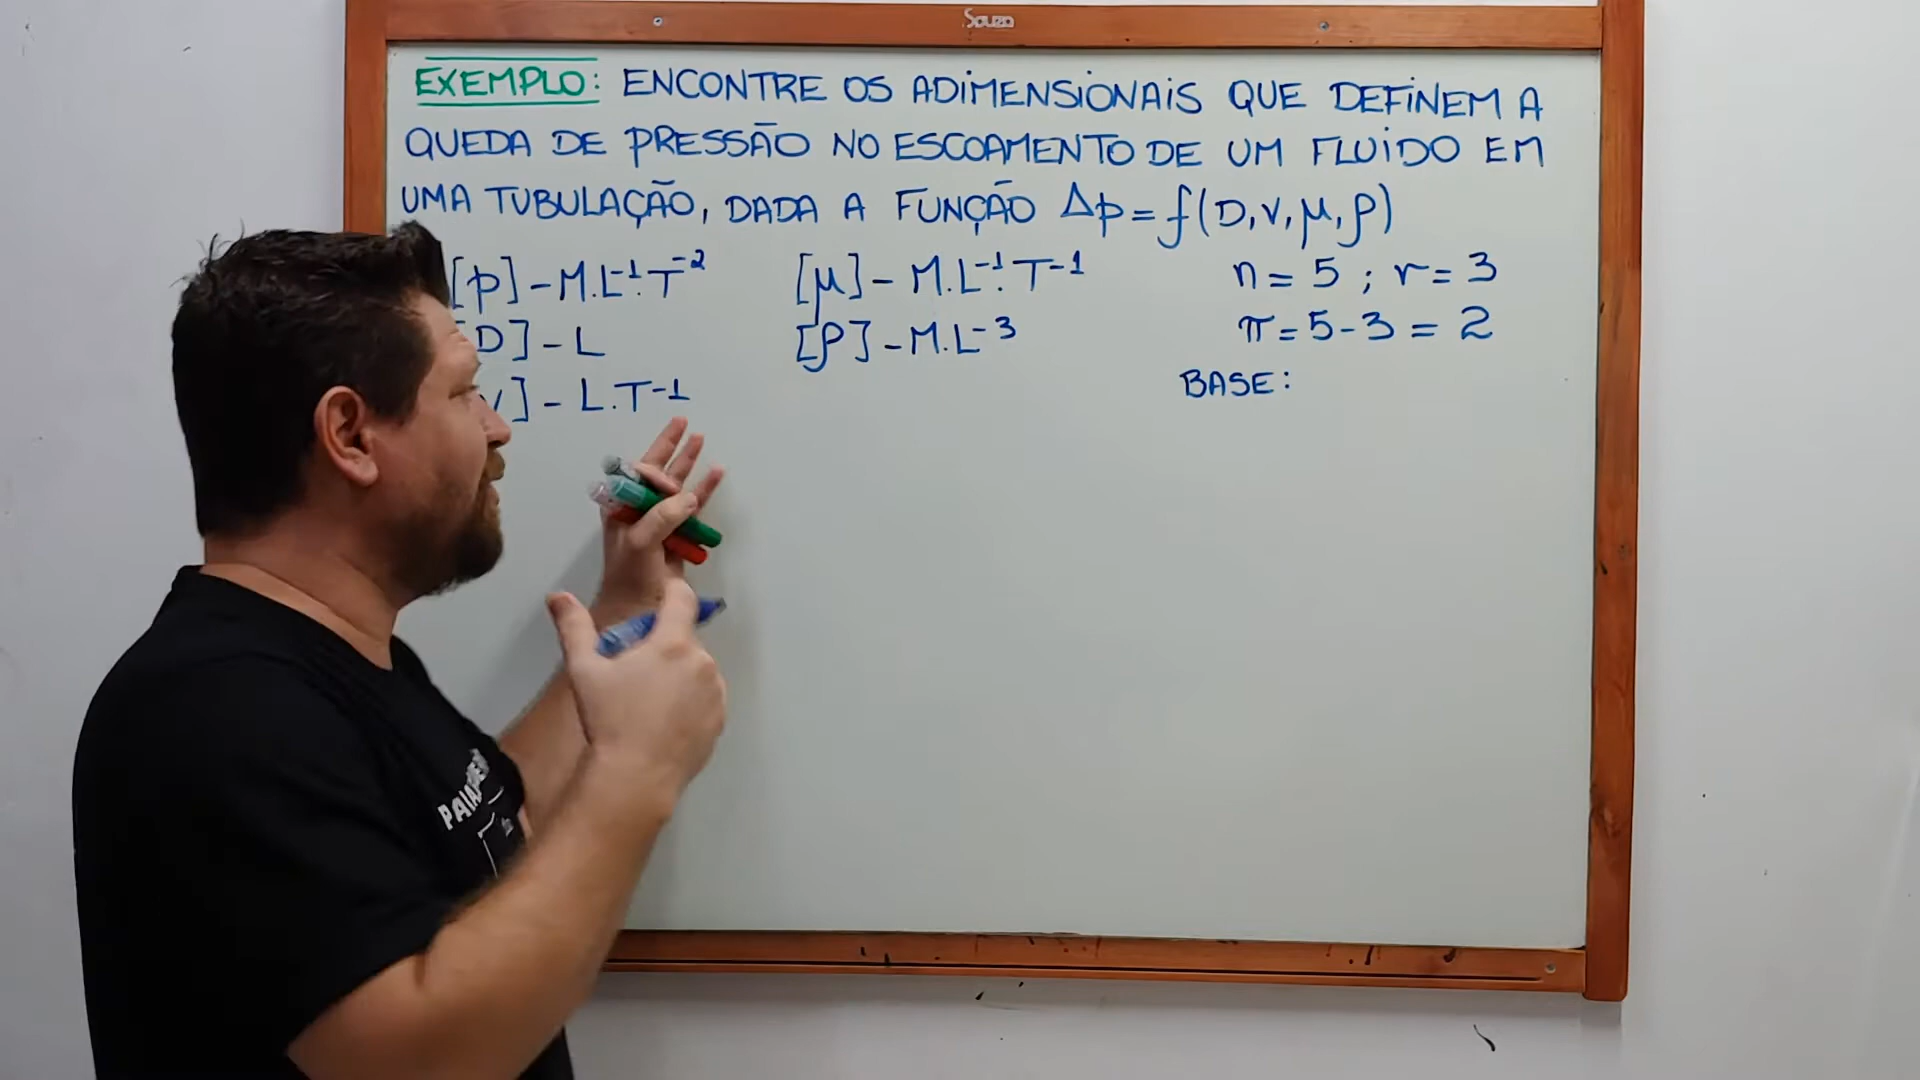 Souza
EXEMPLO: ENCONTRE OS ADIMENSIONAIS QUE DEFINEM A
QUEDA DE PRESSÃO NO ESCOAMENTO DE UM FLUIDO EM
UMA TUBULAÇÃO, DADA A FUNÇÃO Δp = f(D, v, μ, ρ)
[p] - M.L⁻¹.T⁻² [μ] - M.L⁻¹.T⁻¹ n = 5 ; r = 3
D] - L [ρ] - M.L⁻³ π = 5 - 3 = 2
v] - L.T⁻¹ BASE: